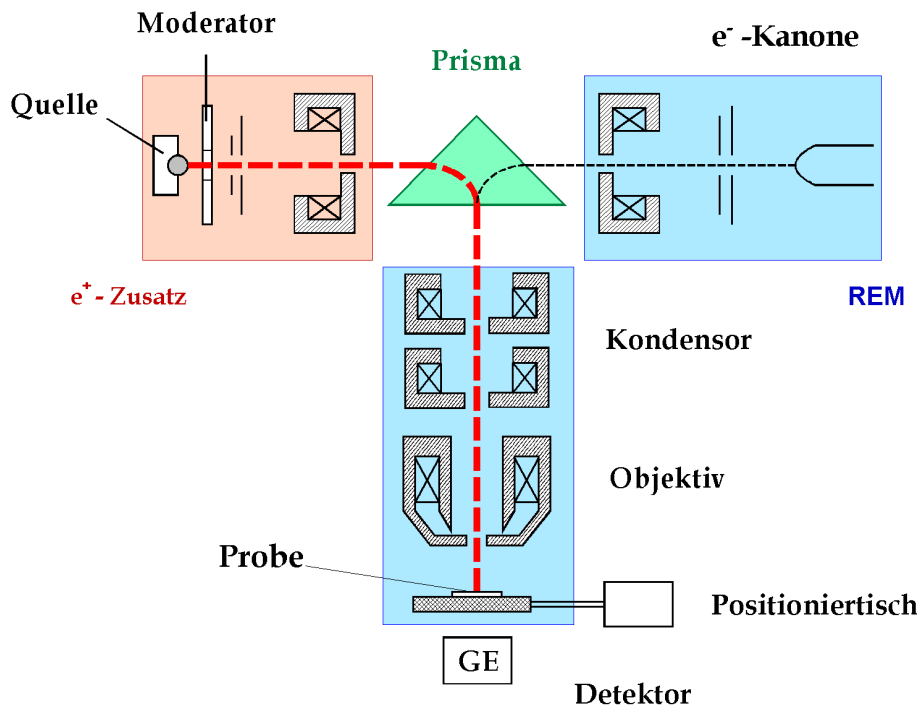 Moderator
e⁻ -Kanone
Prisma
Quelle
e⁺ - Zusatz
REM
Kondensor
Objektiv
Probe
Positioniertisch
GE
Detektor